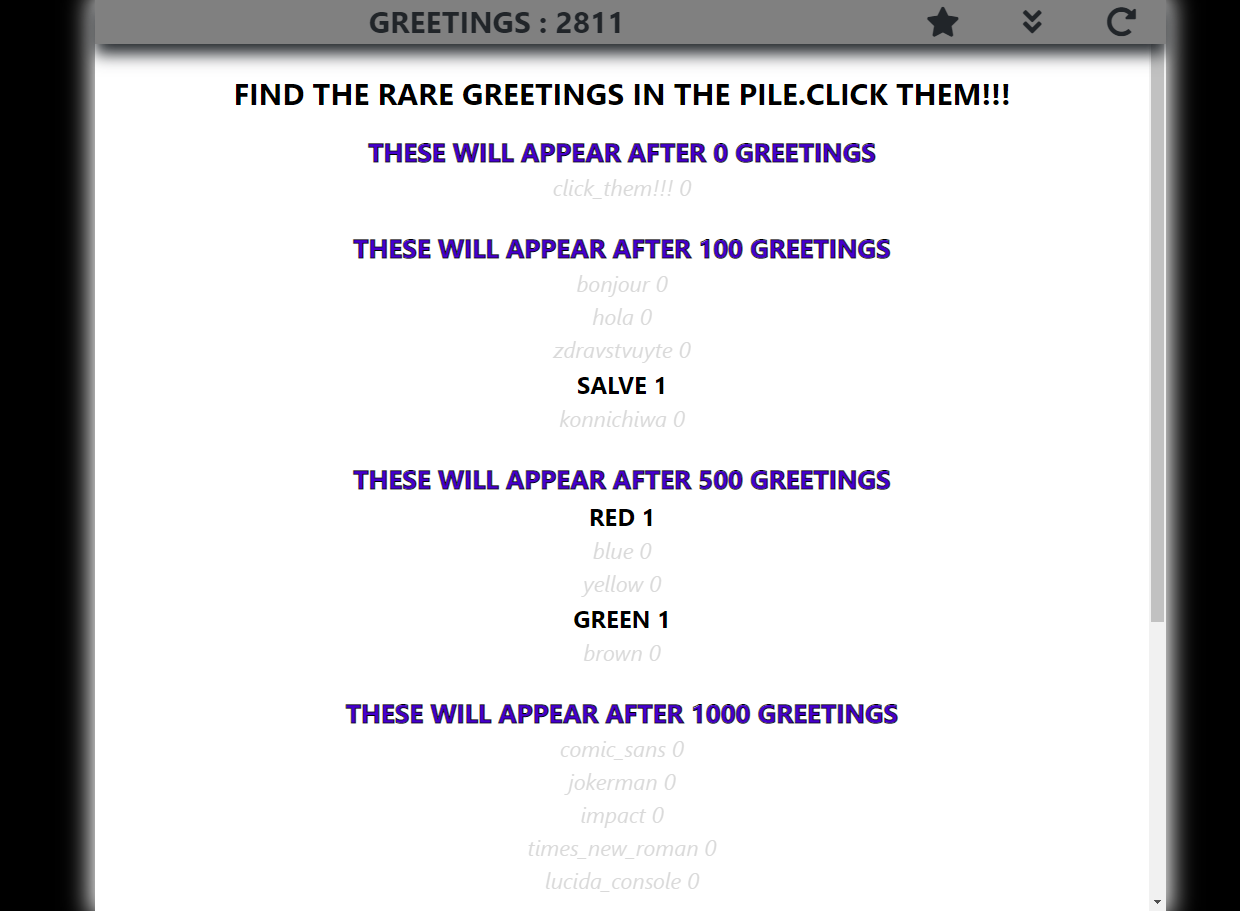 GREETINGS : 2811
FIND THE RARE GREETINGS IN THE PILE.CLICK THEM!!!
THESE WILL APPEAR AFTER 0 GREETINGS
click_them!!! 0
THESE WILL APPEAR AFTER 100 GREETINGS
bonjour 0
hola 0
zdravstvuyte 0
SALVE 1
konnichiwa 0
THESE WILL APPEAR AFTER 500 GREETINGS
RED 1
blue 0
yellow 0
GREEN 1
brown 0
THESE WILL APPEAR AFTER 1000 GREETINGS
comic_sans 0
jokerman 0
impact 0
times_new_roman 0
lucida_console 0